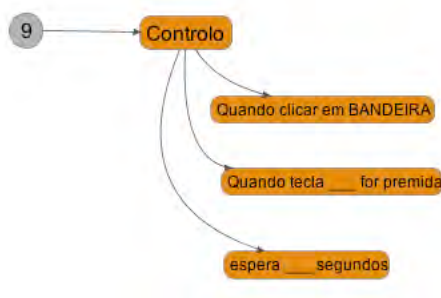 9
Controlo
Quando clicar em BANDEIRA
Quando tecla ___ for premida
espera ___ segundos